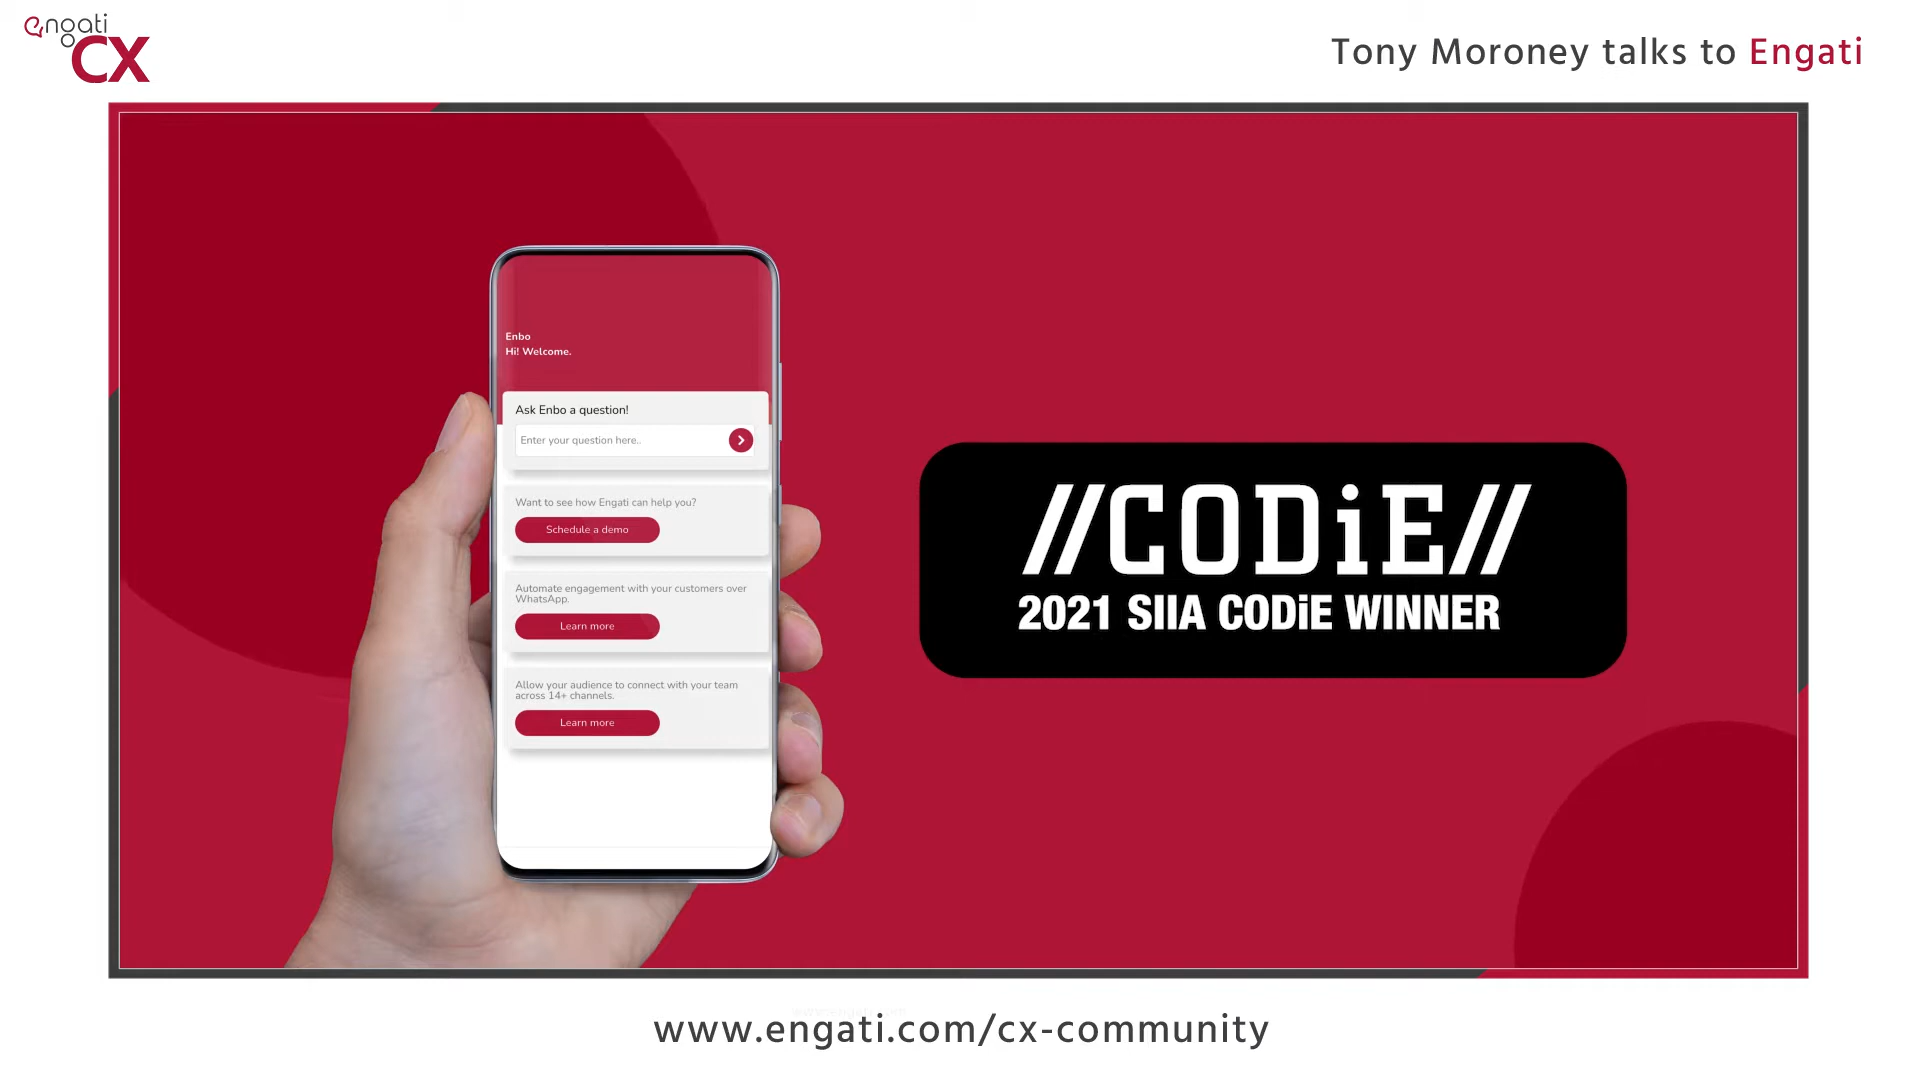 engati
CX
Tony Moroney talks to Engati
Enbo
Hi! Welcome.
Ask Enbo a question!
Enter your question here..
Want to see how Engati can help you?
Schedule a demo
Automate engagement with your customers over
WhatsApp.
Learn more
Allow your audience to connect with your team
across 14+ channels.
Learn more
//CODiE//
2021 SIIA CODiE WINNER
www.engati.com/cx-community